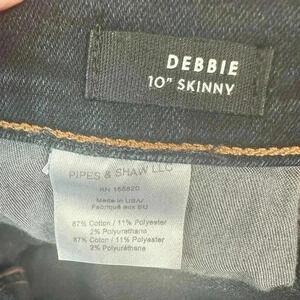 DEBBIE
10" SKINNY
PIPES & SHAW LLC
RN 155820
Made in USA/
Fabriqué aux EU
87% Cotton / 11% Polyester
2% Polyurethane
87% Cotton / 11% Polyester
2% Polyuréthane